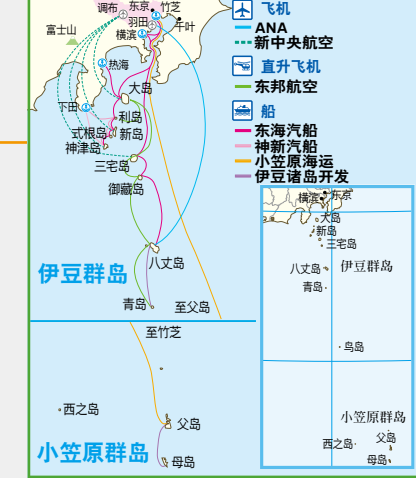 调布 东京 竹芝
羽田
富士山 横滨 千叶
热海
大岛
下田
利岛
式根岛 新岛
神津岛
三宅岛
御藏岛
八丈岛
伊豆群岛
青岛 至父岛
至竹芝
西之岛
父岛
小笠原群岛
母岛
飞机
ANA
新中央航空
直升飞机
东邦航空
船
东海汽船
神新汽船
小笠原海运
伊豆诸岛开发
横滨 东京
大岛
新岛
三宅岛
八丈岛 伊豆群岛
青岛
鸟岛
小笠原群岛
西之岛 父岛
母岛